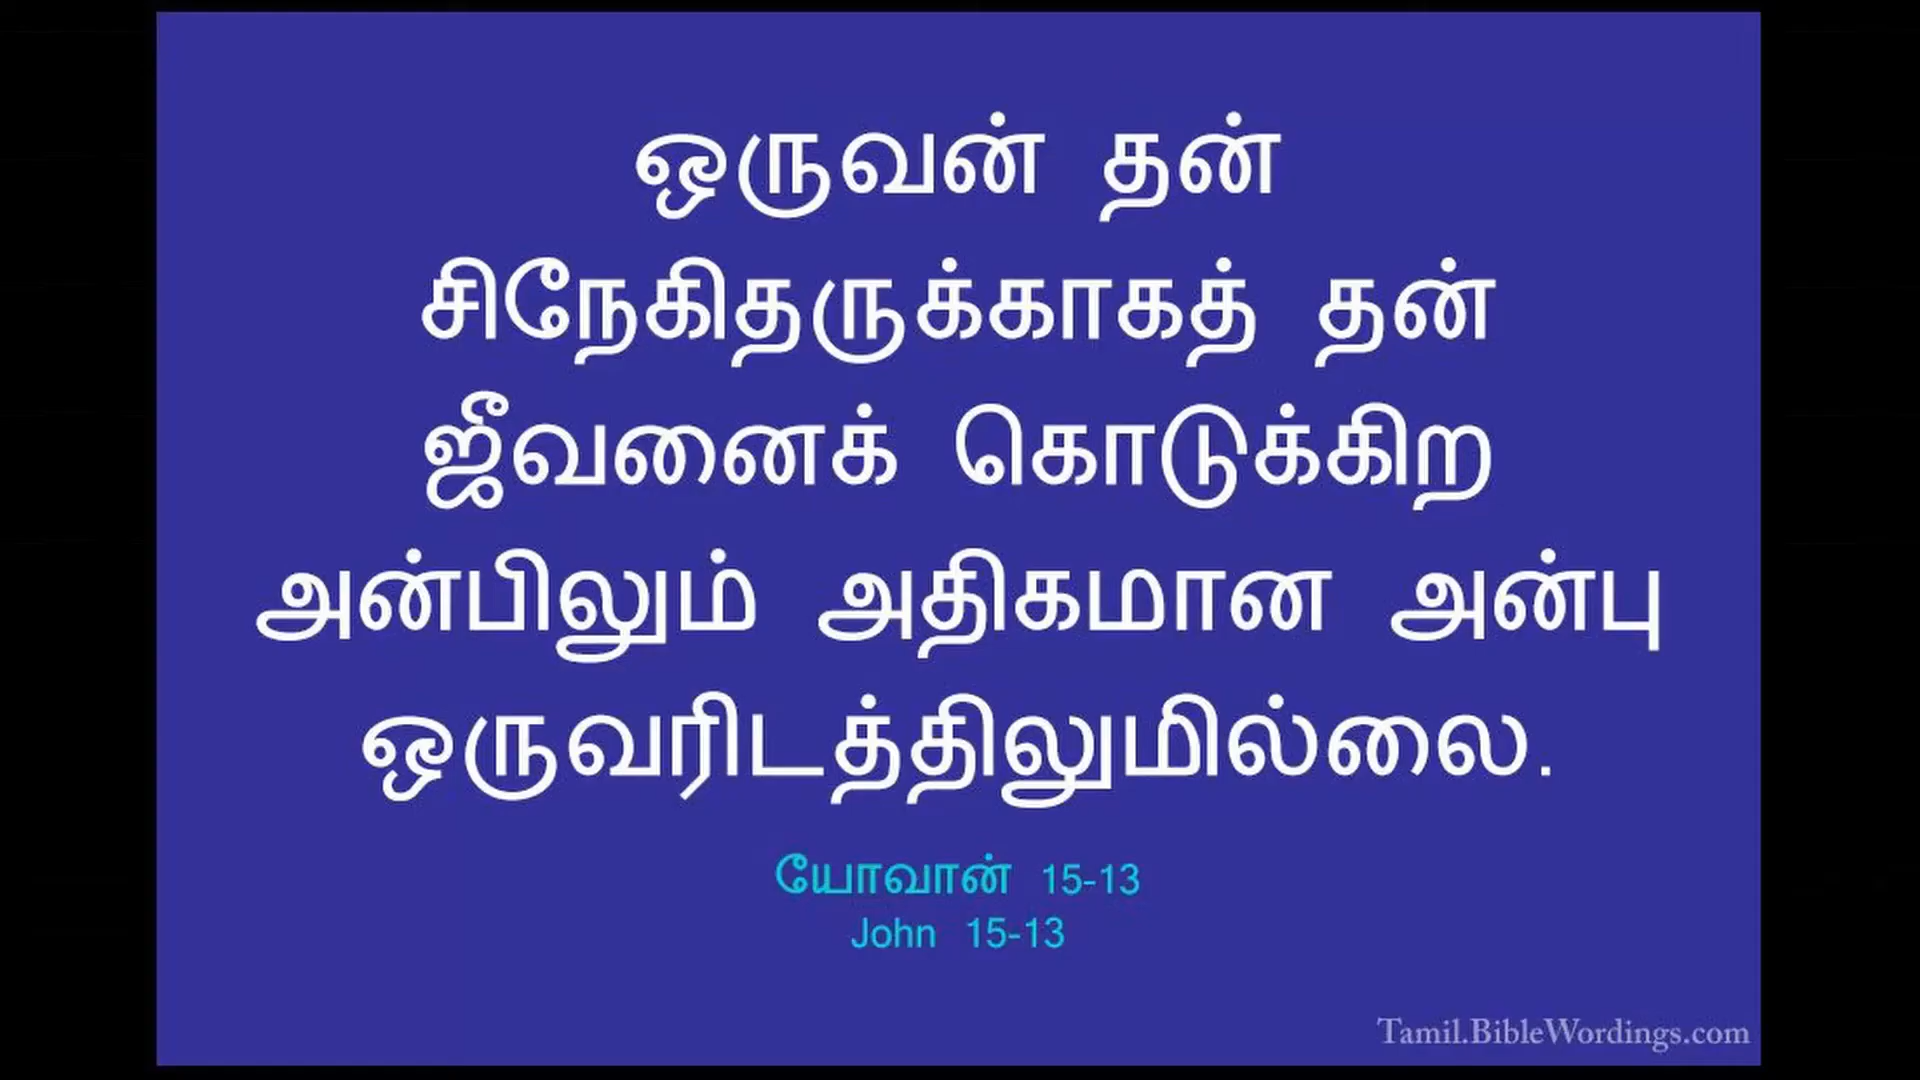 ஒருவன் தன்
சிநேகிதருக்காகத் தன்
ஜீவனைக் கொடுக்கிற
அன்பிலும் அதிகமான அன்பு
ஒருவரிடத்திலுமில்லை.
யோவான் 15-13
John 15-13
Tamil.BibleWordings.com